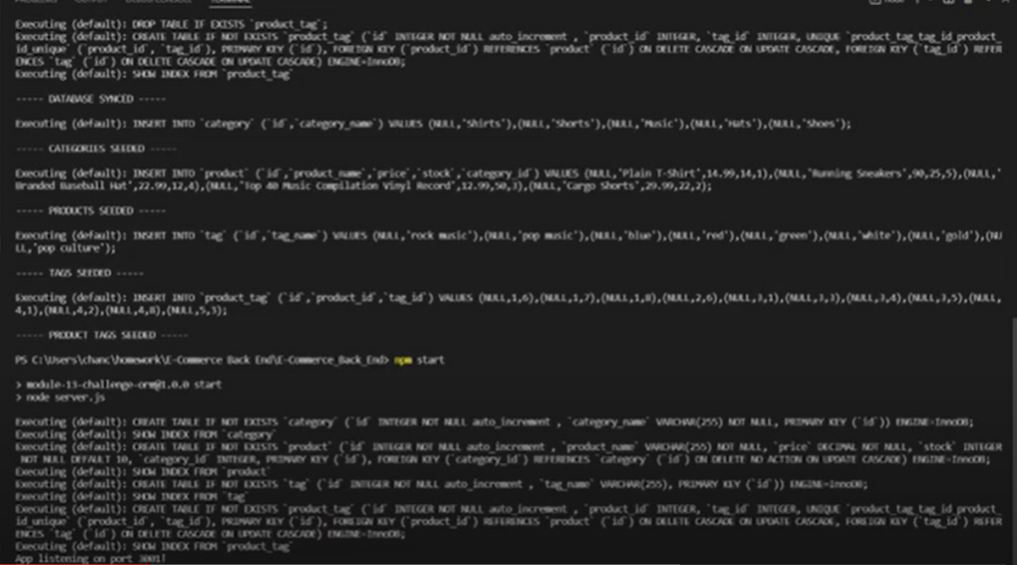 Executing (default): DROP TABLE IF EXISTS `product_tag`;
Executing (default): CREATE TABLE IF NOT EXISTS `product_tag` (`id` INTEGER NOT NULL auto_increment , `product_id` INTEGER, `tag_id` INTEGER, UNIQUE `product_tag_tag_id_product_
id_unique` (`product_id`, `tag_id`), PRIMARY KEY (`id`), FOREIGN KEY (`product_id`) REFERENCES `product` (`id`) ON DELETE CASCADE ON UPDATE CASCADE, FOREIGN KEY (`tag_id`) REFER
ENCES `tag` (`id`) ON DELETE CASCADE ON UPDATE CASCADE) ENGINE=InnoDB;
Executing (default): SHOW INDEX FROM `product_tag`
----- DATABASE SYNCED -----
Executing (default): INSERT INTO `category` (`id`,`category_name`) VALUES (NULL,'Shirts'),(NULL,'Shorts'),(NULL,'Music'),(NULL,'Hats'),(NULL,'Shoes');
----- CATEGORIES SEEDED -----
Executing (default): INSERT INTO `product` (`id`,`product_name`,`price`,`stock`,`category_id`) VALUES (NULL,'Plain T-Shirt',14.99,14,1),(NULL,'Running Sneakers',90,25,5),(NULL,'
Branded Baseball Hat',22.99,12,4),(NULL,'Top 40 Music Compilation Vinyl Record',12.99,50,3),(NULL,'Cargo Shorts',29.99,22,2);
----- PRODUCTS SEEDED -----
Executing (default): INSERT INTO `tag` (`id`,`tag_name`) VALUES (NULL,'rock music'),(NULL,'pop music'),(NULL,'blue'),(NULL,'red'),(NULL,'green'),(NULL,'white'),(NULL,'gold'),(NU
LL,'pop culture');
----- TAGS SEEDED -----
Executing (default): INSERT INTO `product_tag` (`id`,`product_id`,`tag_id`) VALUES (NULL,1,6),(NULL,1,7),(NULL,1,8),(NULL,2,6),(NULL,3,1),(NULL,3,3),(NULL,3,4),(NULL,3,5),(NULL,
4,1),(NULL,4,2),(NULL,4,8),(NULL,5,3);
----- PRODUCT TAGS SEEDED -----
PS C:\Users\chanc\homework\E-Commerce Back End\E-Commerce_Back_End> npm start
> module-13-challenge-orm@1.0.0 start
> node server.js
Executing (default): CREATE TABLE IF NOT EXISTS `category` (`id` INTEGER NOT NULL auto_increment , `category_name` VARCHAR(255) NOT NULL, PRIMARY KEY (`id`)) ENGINE=InnoDB;
Executing (default): SHOW INDEX FROM `category`
Executing (default): CREATE TABLE IF NOT EXISTS `product` (`id` INTEGER NOT NULL auto_increment , `product_name` VARCHAR(255) NOT NULL, `price` DECIMAL NOT NULL, `stock` INTEGER
NOT NULL DEFAULT 10, `category_id` INTEGER, PRIMARY KEY (`id`), FOREIGN KEY (`category_id`) REFERENCES `category` (`id`) ON DELETE NO ACTION ON UPDATE CASCADE) ENGINE=InnoDB;
Executing (default): SHOW INDEX FROM `product`
Executing (default): CREATE TABLE IF NOT EXISTS `tag` (`id` INTEGER NOT NULL auto_increment , `tag_name` VARCHAR(255), PRIMARY KEY (`id`)) ENGINE=InnoDB;
Executing (default): SHOW INDEX FROM `tag`
Executing (default): CREATE TABLE IF NOT EXISTS `product_tag` (`id` INTEGER NOT NULL auto_increment , `product_id` INTEGER, `tag_id` INTEGER, UNIQUE `product_tag_tag_id_product_
id_unique` (`product_id`, `tag_id`), PRIMARY KEY (`id`), FOREIGN KEY (`product_id`) REFERENCES `product` (`id`) ON DELETE CASCADE ON UPDATE CASCADE, FOREIGN KEY (`tag_id`) REFER
ENCES `tag` (`id`) ON DELETE CASCADE ON UPDATE CASCADE) ENGINE=InnoDB;
Executing (default): SHOW INDEX FROM `product_tag`
App listening on port 3001!